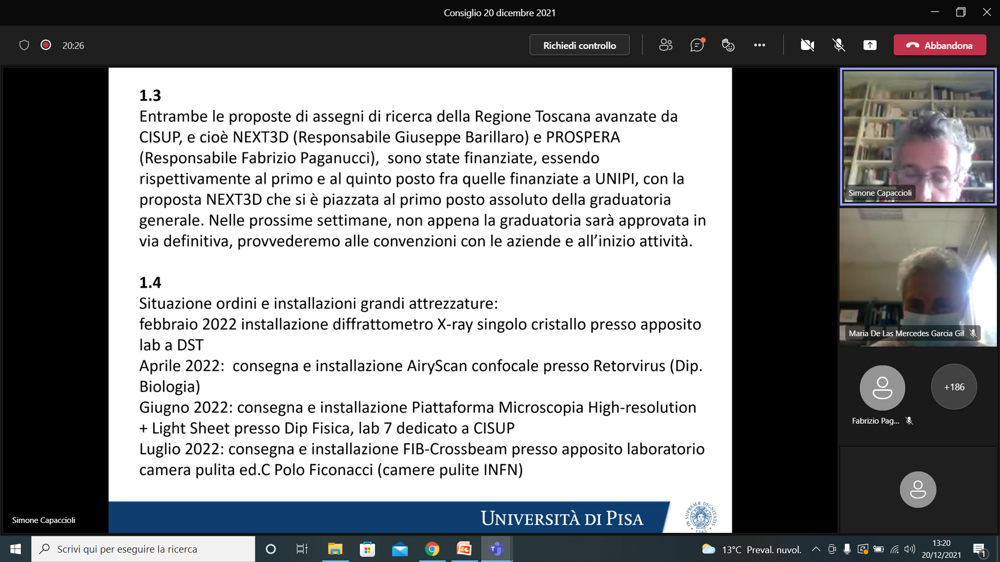 Consiglio 20 dicembre 2021
20:26
Richiedi controllo
Abbandona
1.3
Entrambe le proposte di assegni di ricerca della Regione Toscana avanzate da
CISUP, e cioè NEXT3D (Responsabile Giuseppe Barillaro) e PROSPERA
(Responsabile Fabrizio Paganucci),  sono state finanziate, essendo
rispettivamente al primo e al quinto posto fra quelle finanziate a UNIPI, con la
proposta NEXT3D che si è piazzata al primo posto assoluto della graduatoria
generale. Nelle prossime settimane, non appena la graduatoria sarà approvata in
via definitiva, provvederemo alle convenzioni con le aziende e all’inizio attività.
1.4
Situazione ordini e installazioni grandi attrezzature:
febbraio 2022 installazione diffrattometro X-ray singolo cristallo presso apposito
lab a DST
Aprile 2022:  consegna e installazione AiryScan confocale presso Retorvirus (Dip.
Biologia)
Giugno 2022: consegna e installazione Piattaforma Microscopia High-resolution
+ Light Sheet presso Dip Fisica, lab 7 dedicato a CISUP
Luglio 2022: consegna e installazione FIB-Crossbeam presso apposito laboratorio
camera pulita ed.C Polo Ficonacci (camere pulite INFN)
UNIVERSITÀ DI PISA
IN SUPREMÆ DIGNITATIS
1343
Simone Capaccioli
Simone Capaccioli
Maria De Las Mercedes Garcia Gil
Fabrizio Pag...
+186
Scrivi qui per eseguire la ricerca
13°C  Preval. nuvol.
13:20
20/12/2021
1